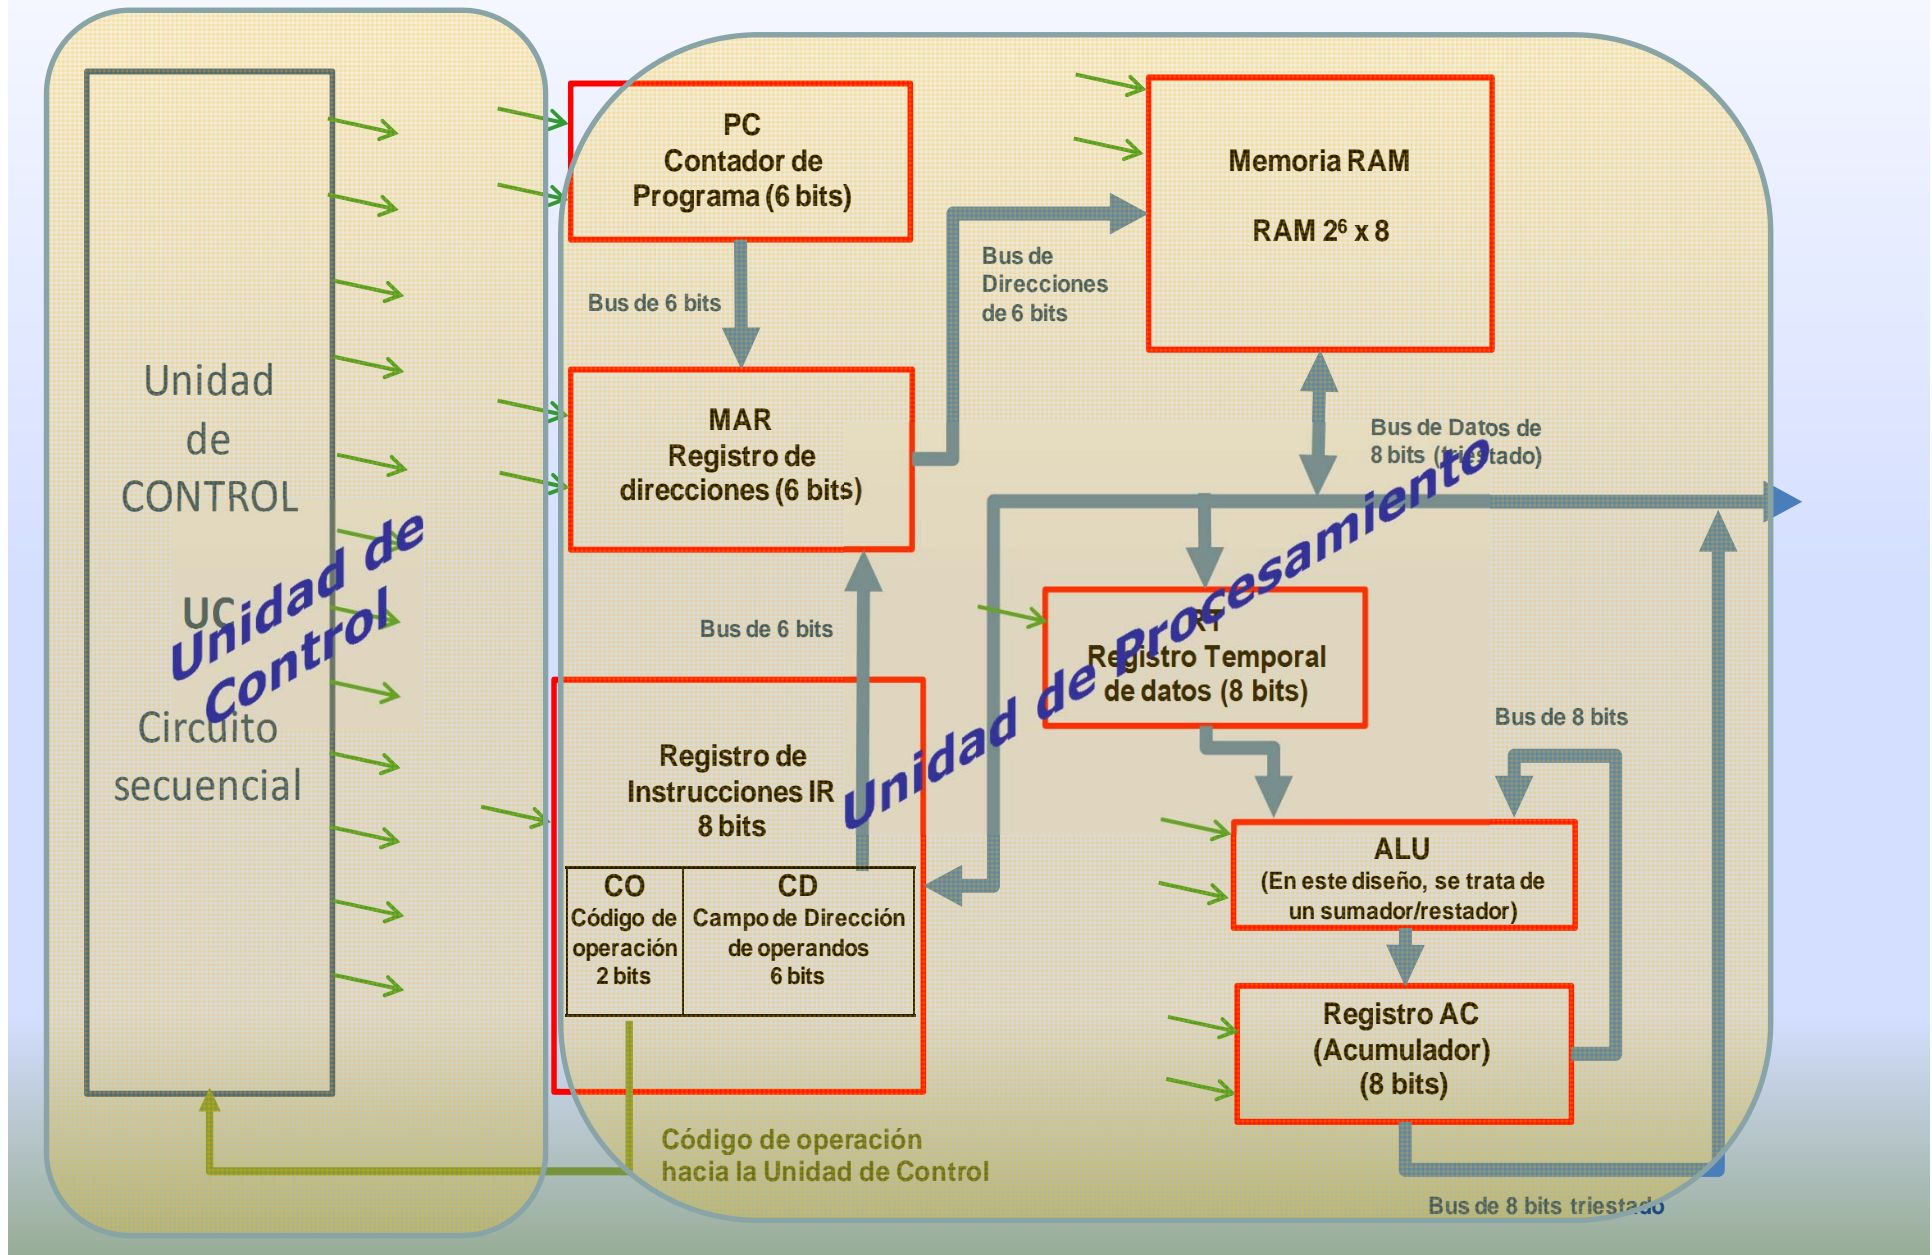 PC
Contador de
Programa (6 bits)
Memoria RAM
RAM 2⁶ x 8
Bus de
Direcciones
de 6 bits
Bus de 6 bits
Unidad
de
CONTROL
UC
Circuito
secuencial
Unidad de
Control
MAR
Registro de
direcciones (6 bits)
Bus de Datos de
8 bits (triestado)
Unidad de Procesamiento
Bus de 6 bits
RT
Registro Temporal
de datos (8 bits)
Bus de 8 bits
Registro de
Instrucciones IR
8 bits
CO
Código de
operación
2 bits
CD
Campo de Dirección
de operandos
6 bits
ALU
(En este diseño, se trata de
un sumador/restador)
Registro AC
(Acumulador)
(8 bits)
Código de operación
hacia la Unidad de Control
Bus de 8 bits triestado